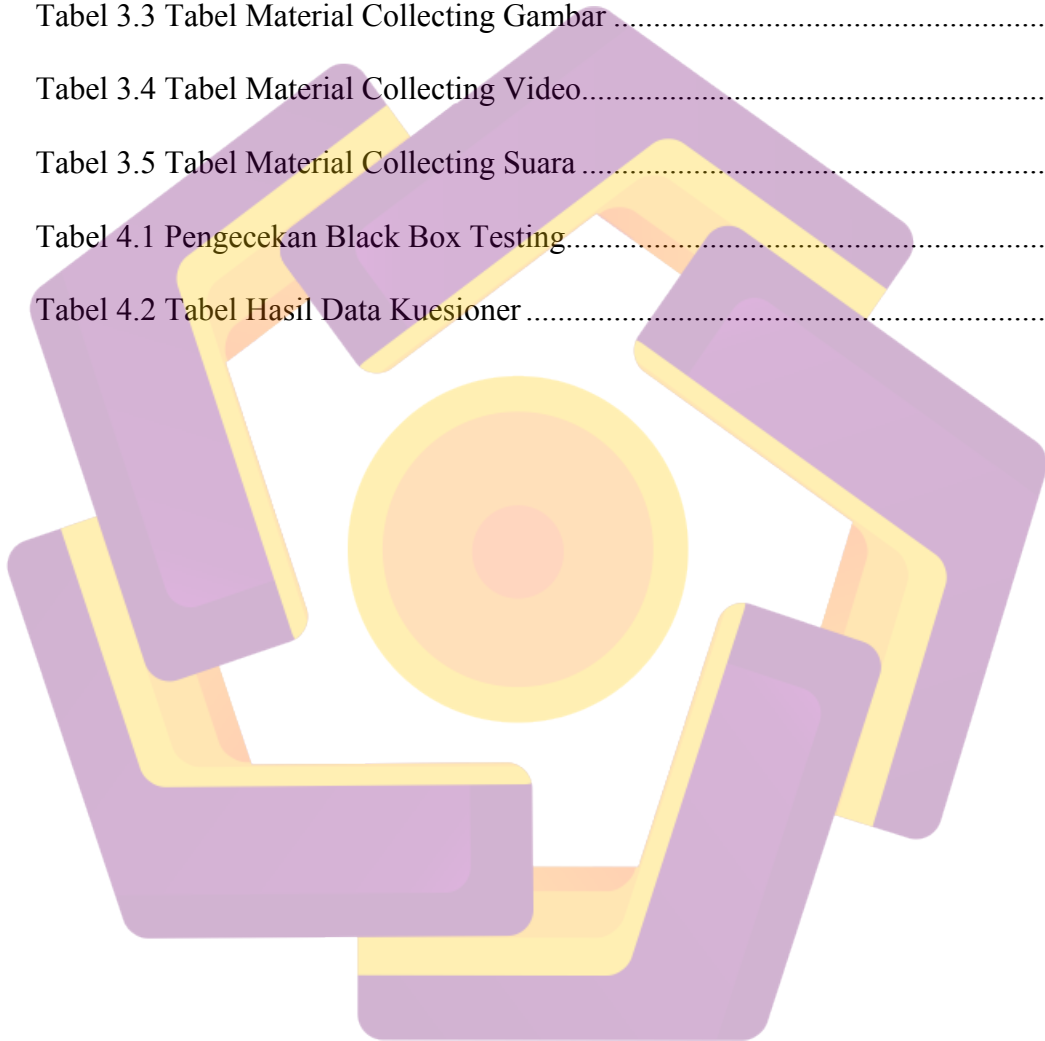 Tabel 3.3 Tabel Material Collecting Gambar ......................................................
Tabel 3.4 Tabel Material Collecting Video..........................................................
Tabel 3.5 Tabel Material Collecting Suara ..........................................................
Tabel 4.1 Pengecekan Black Box Testing............................................................
Tabel 4.2 Tabel Hasil Data Kuesioner .................................................................